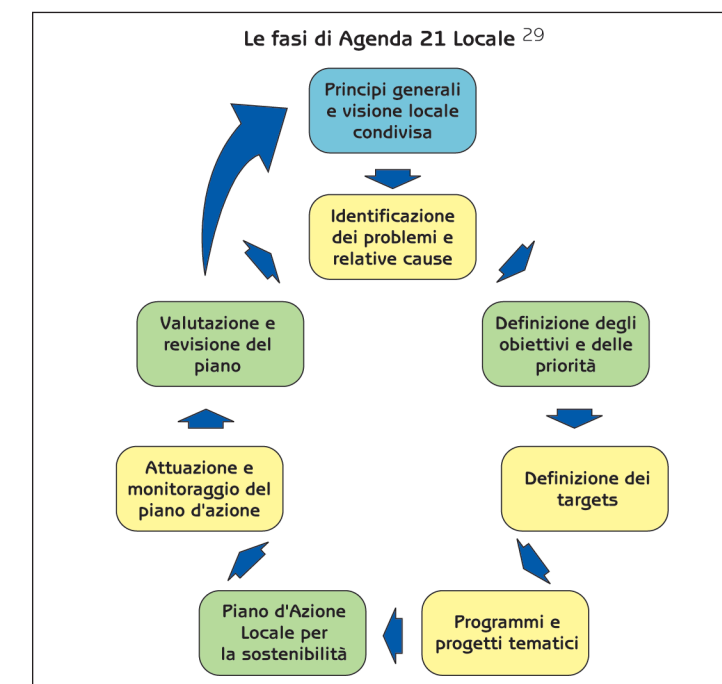 Le fasi di Agenda 21 Locale 29
Principi generali
e visione locale
condivisa
Identificazione
dei problemi e
relative cause
Definizione degli
obiettivi e delle
priorità
Definizione dei
targets
Programmi e
progetti tematici
Piano d'Azione
Locale per
la sostenibilità
Attuazione e
monitoraggio del
piano d'azione
Valutazione e
revisione del
piano